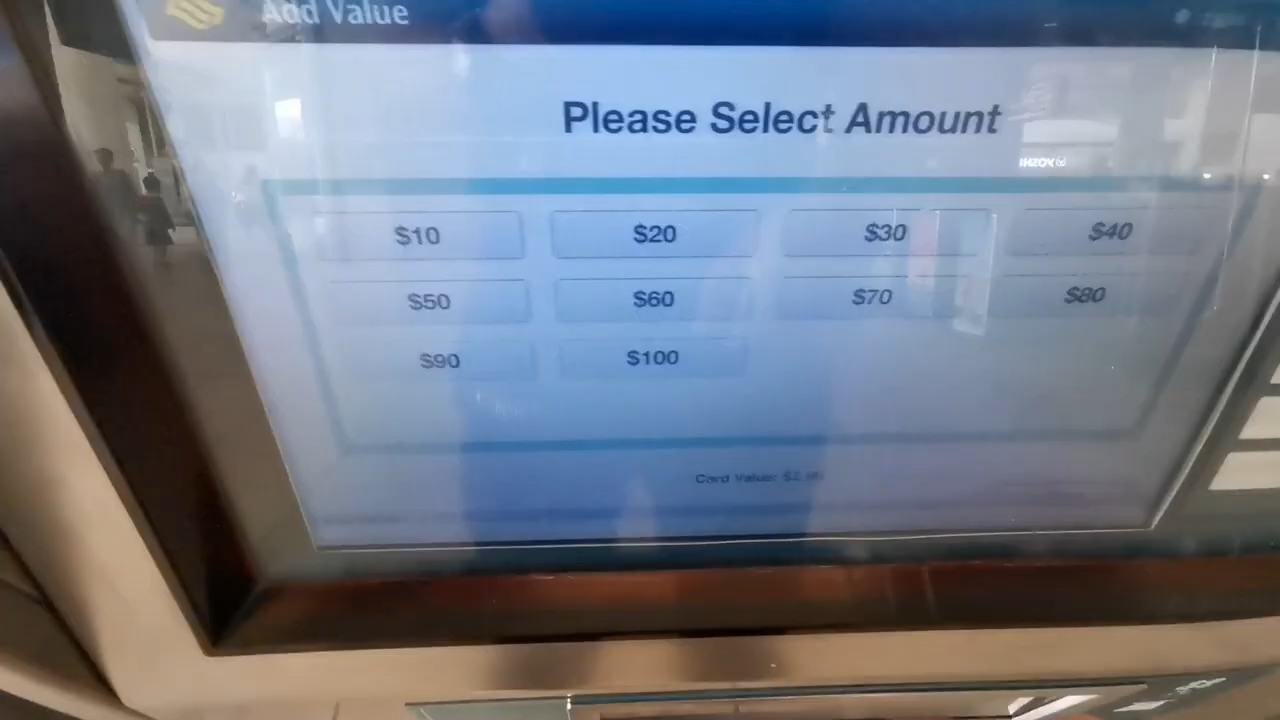 Add Value
Please Select Amount
$10 $20 $30 $40
$50 $60 $70 $80
$90 $100
Card Value: